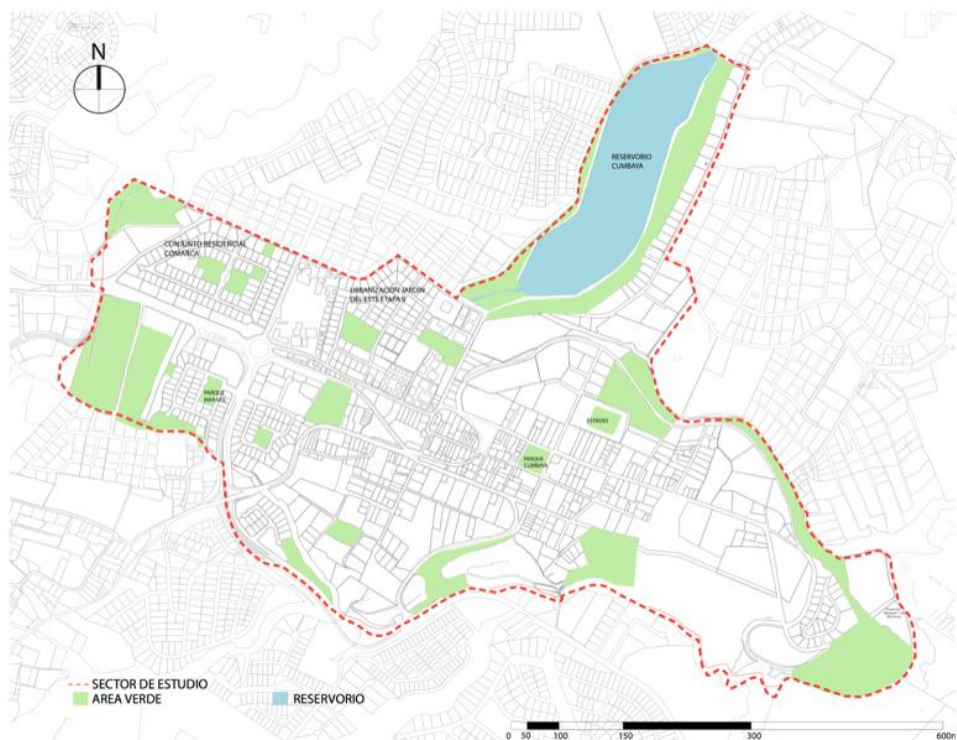 N
RESERVORIO
CUMBAYA
CONJUNTO RESIDENCIAL
COMARCA
URBANIZACION JARDIN
DEL ESTE ETAPA II
PARQUE
INFANTIL
ESTADIO
PARQUE
CUMBAYA
SECTOR DE ESTUDIO
AREA VERDE
RESERVORIO
0 50 100 150 300 600m